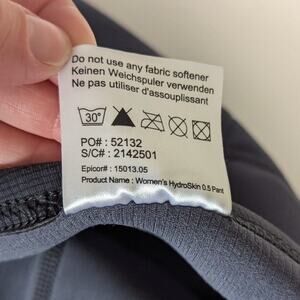 Do not use any fabric softener
Keinen Weichspuler verwenden
Ne pas utiliser d'assouplissant
30°
PO# : 52132
S/C# : 2142501
Epicor# : 15013.05
Product Name : Women's HydroSkin 0.5 Pant